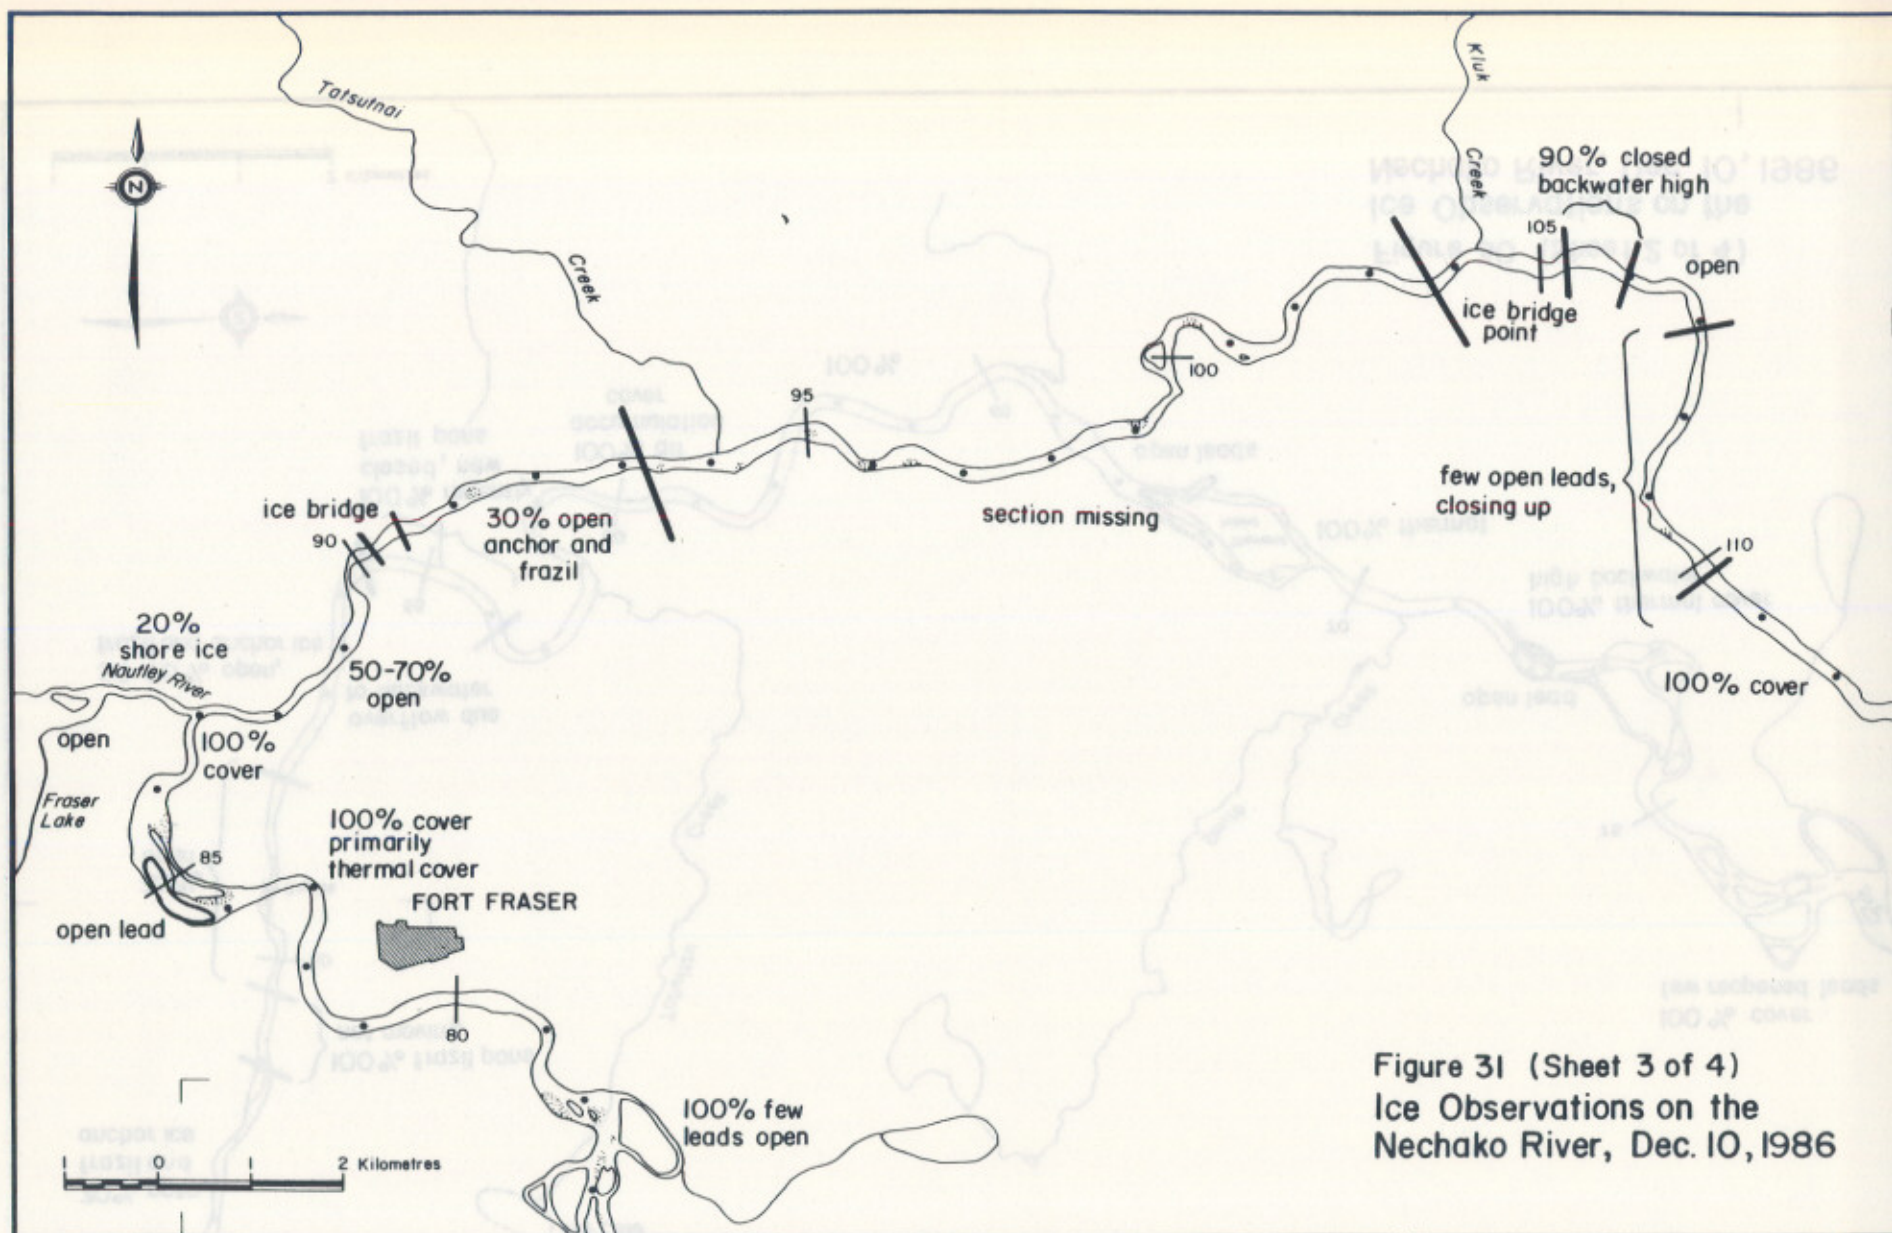 Tatsutnai
Creek
Kluk
Creek
N
90% closed
backwater high
105
open
ice bridge
point
100
95
few open leads,
closing up
section missing
ice bridge
90
30% open
anchor and
frazil
110
20%
shore ice
Nautley River
50-70%
open
100% cover
open
100%
cover
Fraser
Lake
100% cover
primarily
thermal cover
85
FORT FRASER
open lead
80
100% few
leads open
1 0 1 2 Kilometres
Figure 31 (Sheet 3 of 4)
Ice Observations on the
Nechako River, Dec. 10, 1986